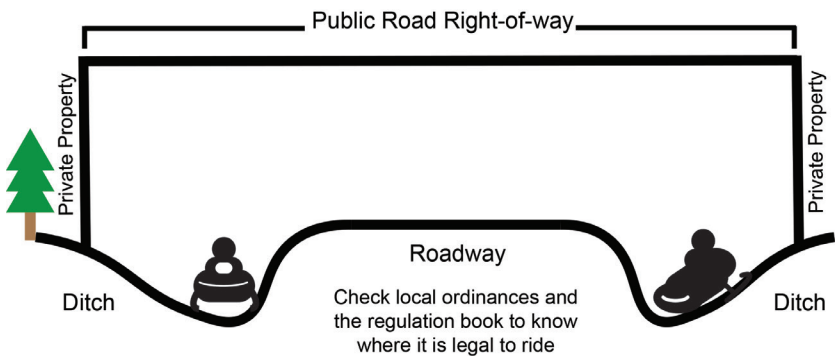 Public Road Right-of-way
Private Property
Private Property
Roadway
Ditch
Ditch
Check local ordinances and
the regulation book to know
where it is legal to ride